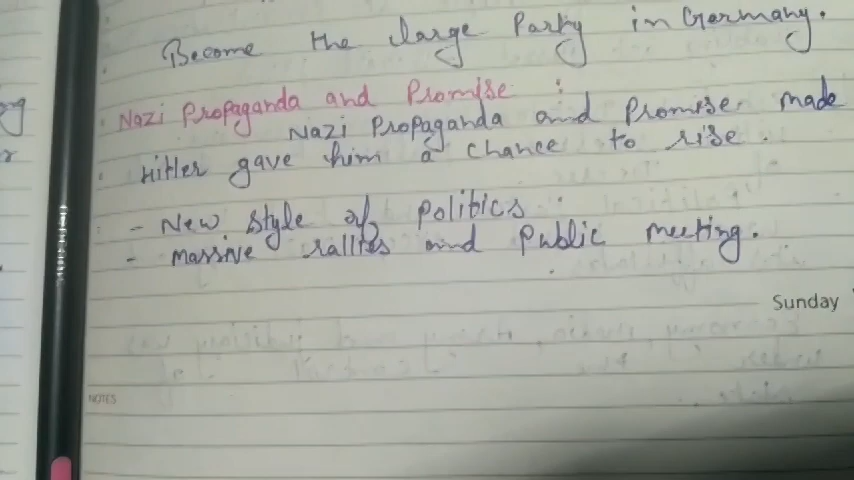 Become the large Party in Germany.
Nazi Propaganda and Promise :
Nazi Propaganda and Promise made
Hitler gave him a chance to rise.
- New style of politics.
- Massive rallies and Public meeting.
Sunday
NOTES